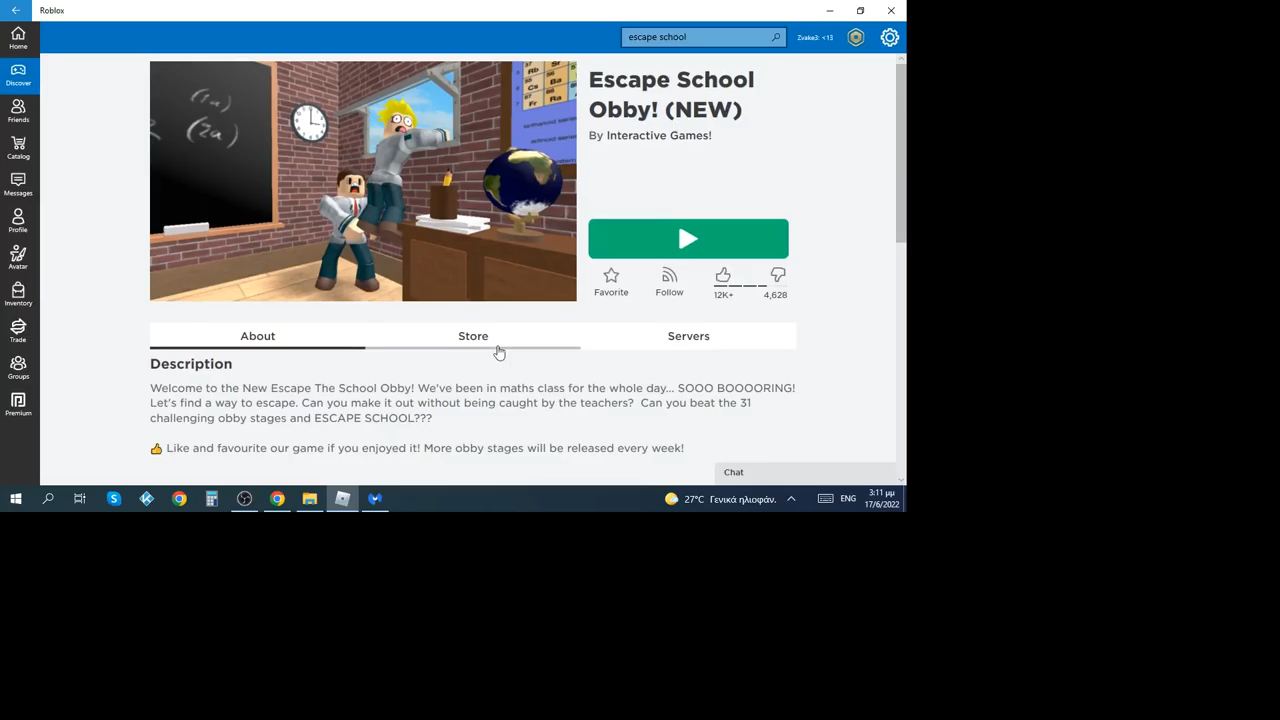 Roblox
Home
Discover
Friends
Catalog
Messages
Profile
Avatar
Inventory
Trade
Groups
Premium
escape school
Zvake3: <13
Escape School
Obby! (NEW)
By Interactive Games!
Favorite
Follow
12K+
4,628
About
Store
Servers
Description
Welcome to the New Escape The School Obby! We've been in maths class for the whole day... SOOO BOOOORING!
Let's find a way to escape. Can you make it out without being caught by the teachers?  Can you beat the 31
challenging obby stages and ESCAPE SCHOOL???
👍 Like and favourite our game if you enjoyed it! More obby stages will be released every week!
Chat
27°C Γενικά ηλιοφάν.
ENG
3:11 μμ
17/6/2022